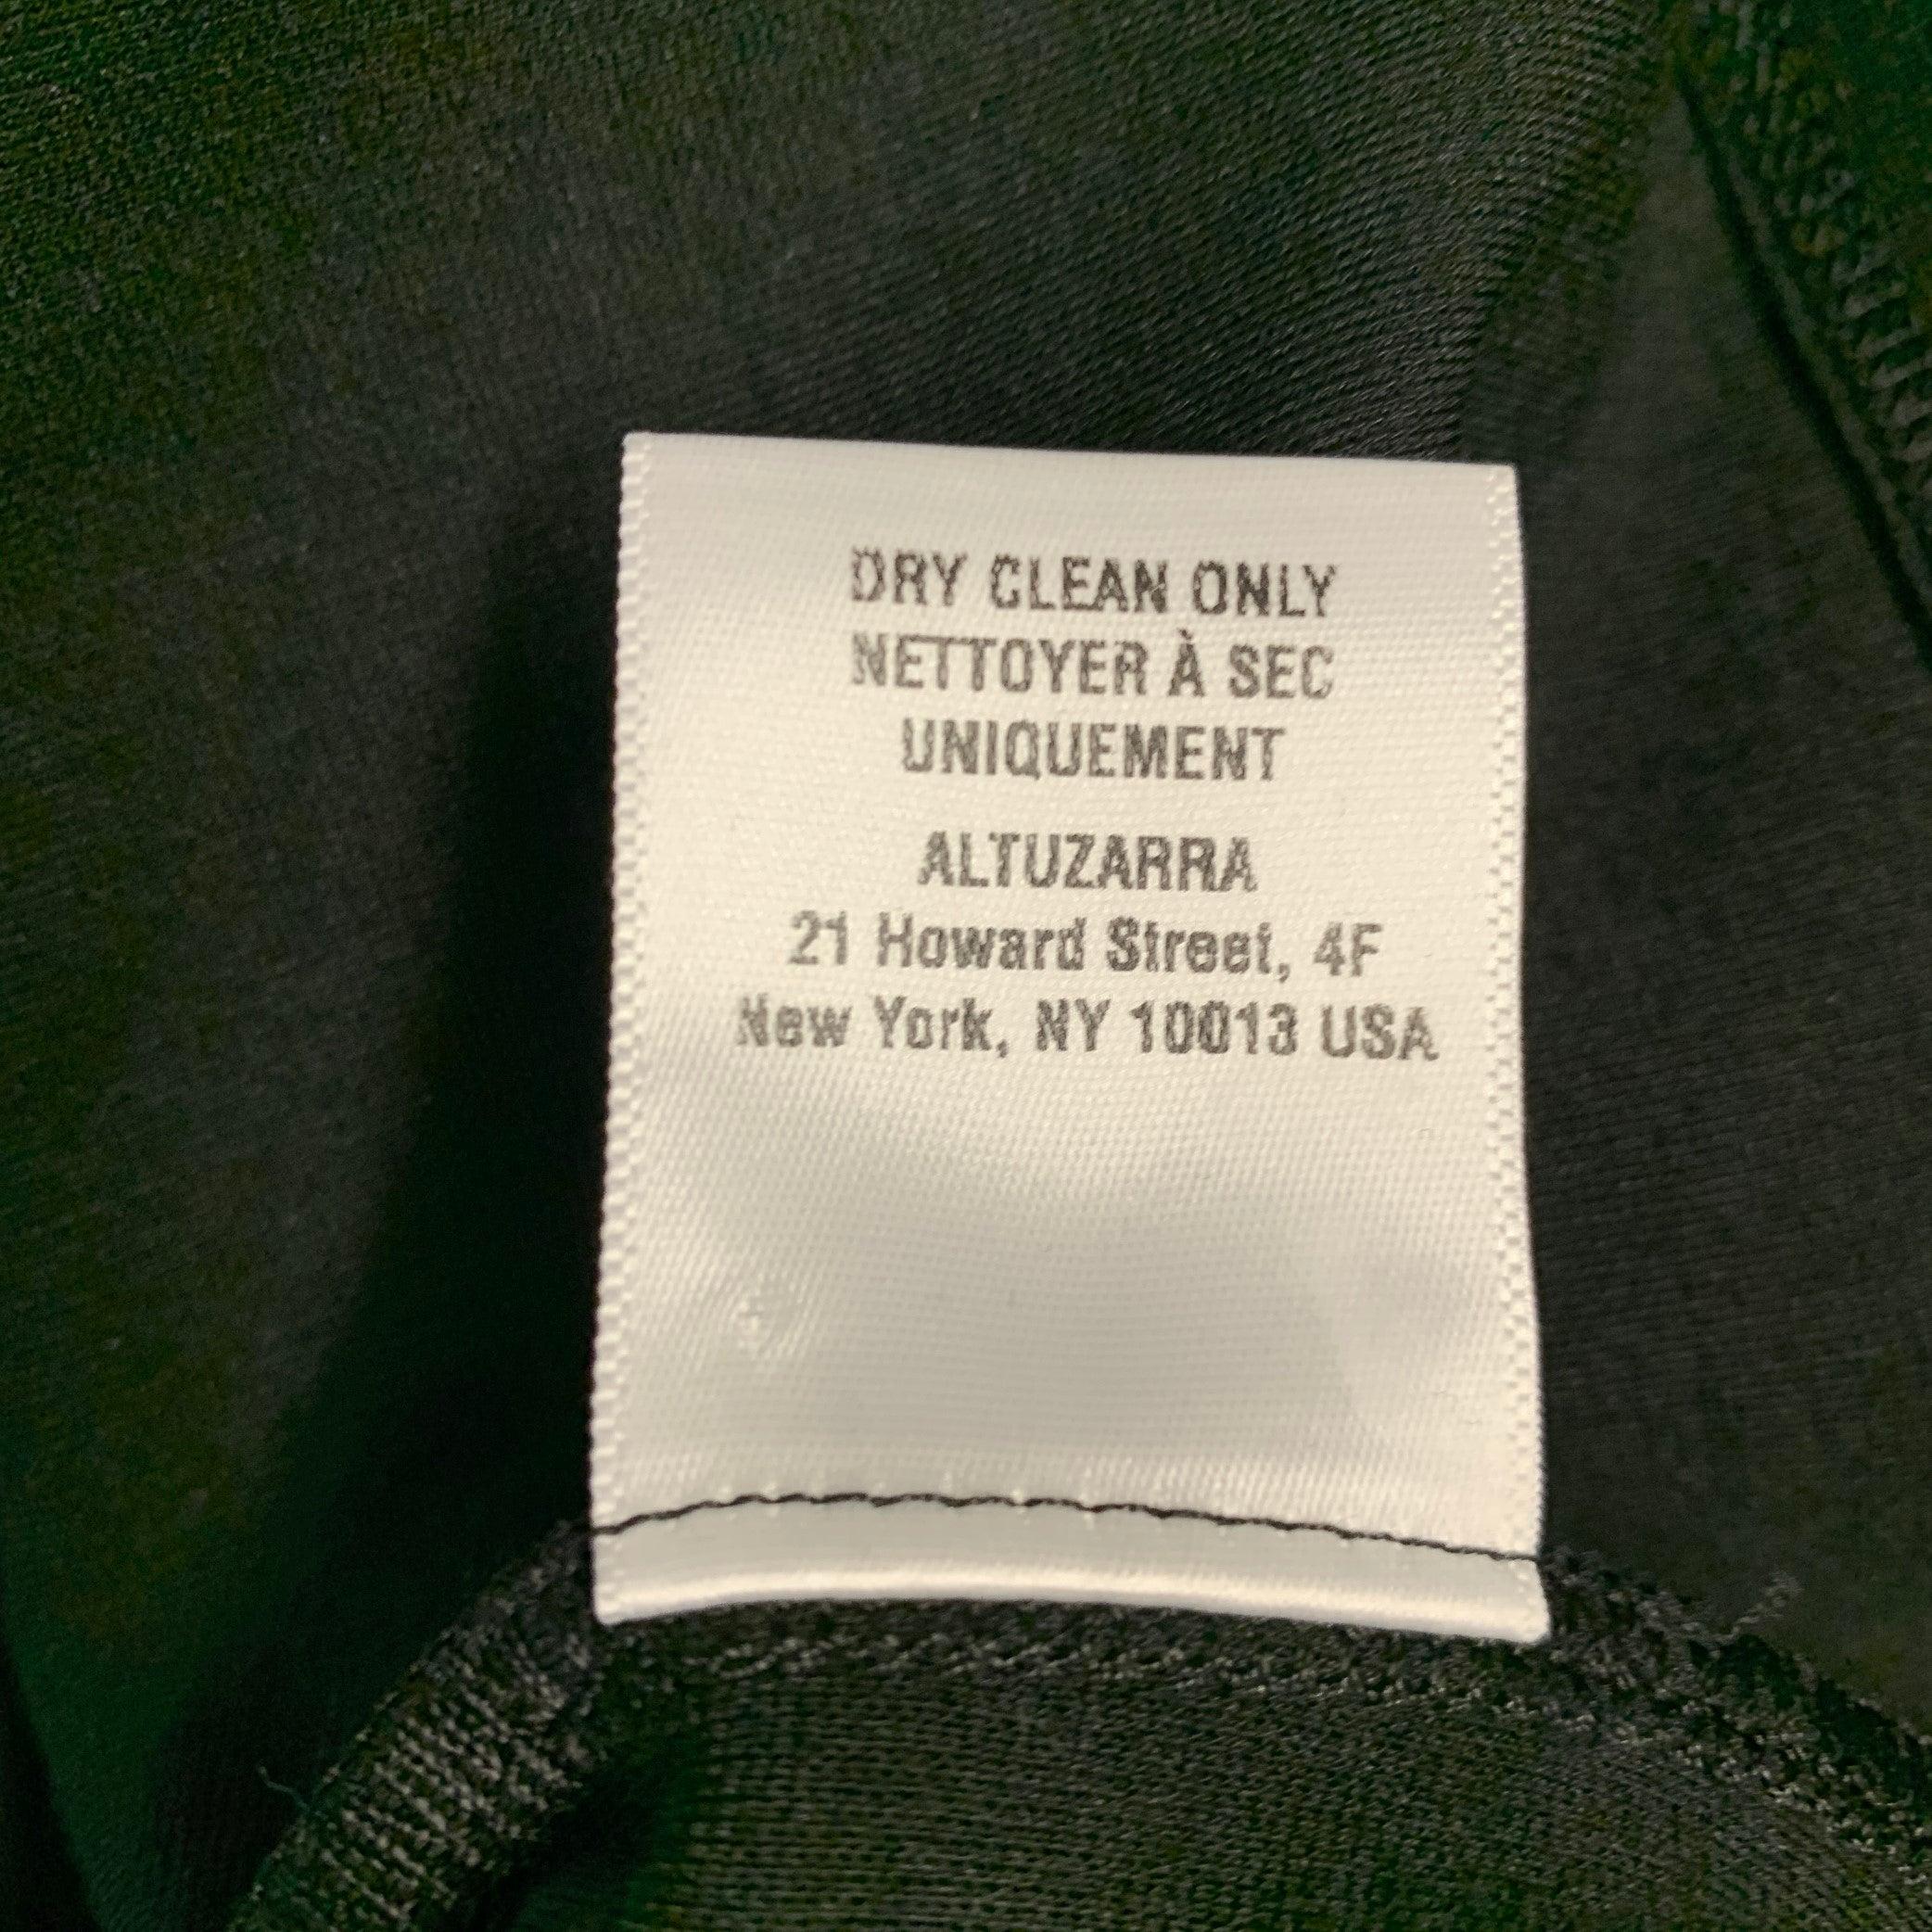 DRY CLEAN ONLY
NETTOYER À SEC
UNIQUEMENT
ALTUZARRA
21 Howard Street, 4F
New York, NY 10013 USA